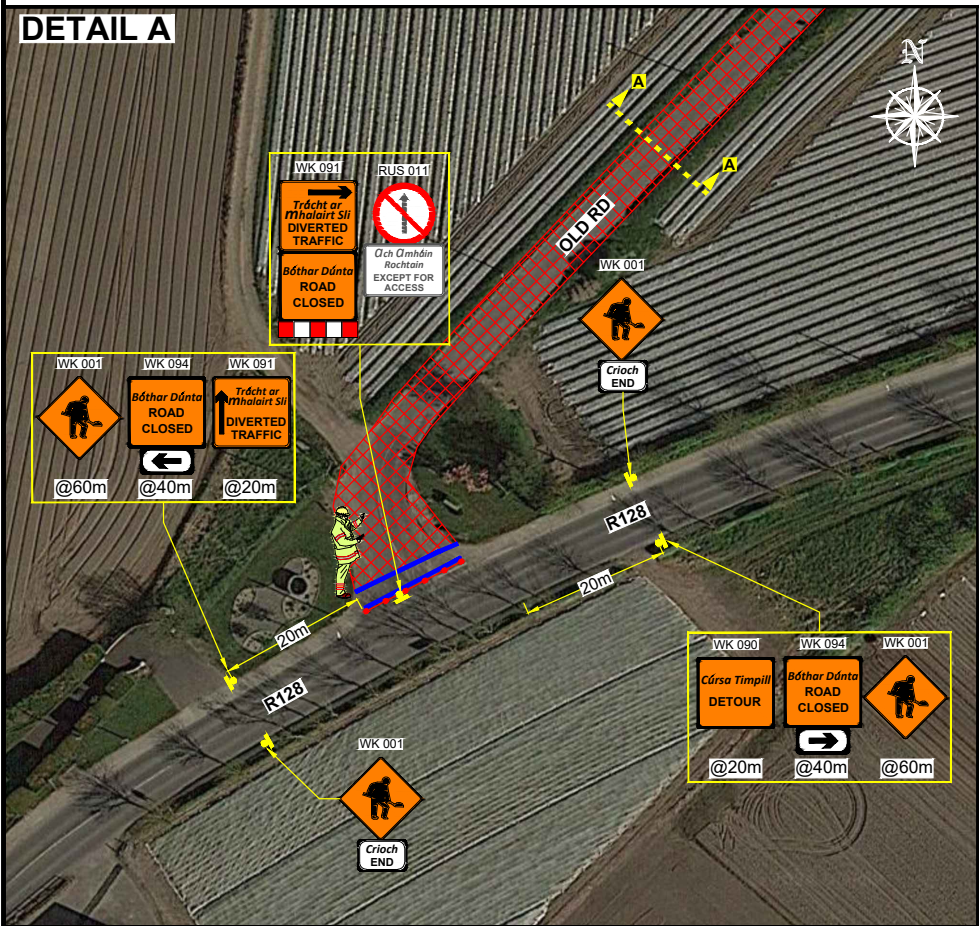 DETAIL A
N
A
A
OLD RD
WK 091
Trácht ar
mhalairt Slí
DIVERTED
TRAFFIC
Bóthar Dúnta
ROAD
CLOSED
RUS 011
Ach Amháin
Rochtain
EXCEPT FOR
ACCESS
WK 001
Críoch
END
WK 001
@60m
WK 094
Bóthar Dúnta
ROAD
CLOSED
@40m
WK 091
Trácht ar
mhalairt Slí
DIVERTED
TRAFFIC
@20m
R128
20m
20m
R128
WK 090
Cúrsa Timpill
DETOUR
@20m
WK 094
Bóthar Dúnta
ROAD
CLOSED
@40m
WK 001
@60m
WK 001
Críoch
END